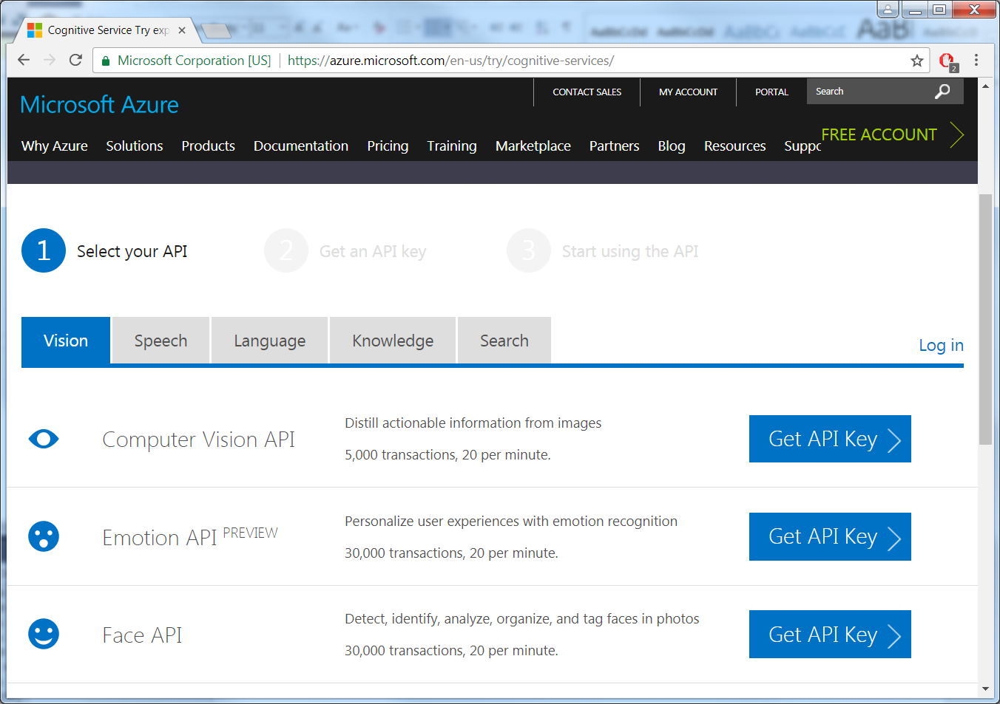 Cognitive Service Try exp
Microsoft Corporation [US] https://azure.microsoft.com/en-us/try/cognitive-services/
2
CONTACT SALES MY ACCOUNT PORTAL Search
Microsoft Azure
FREE ACCOUNT
Why Azure Solutions Products Documentation Pricing Training Marketplace Partners Blog Resources Suppo
1 Select your API 2 Get an API key 3 Start using the API
Vision Speech Language Knowledge Search
Log in
Distill actionable information from images
Computer Vision API Get API Key
5,000 transactions, 20 per minute.
Personalize user experiences with emotion recognition
Emotion API PREVIEW Get API Key
30,000 transactions, 20 per minute.
Detect, identify, analyze, organize, and tag faces in photos
Face API Get API Key
30,000 transactions, 20 per minute.